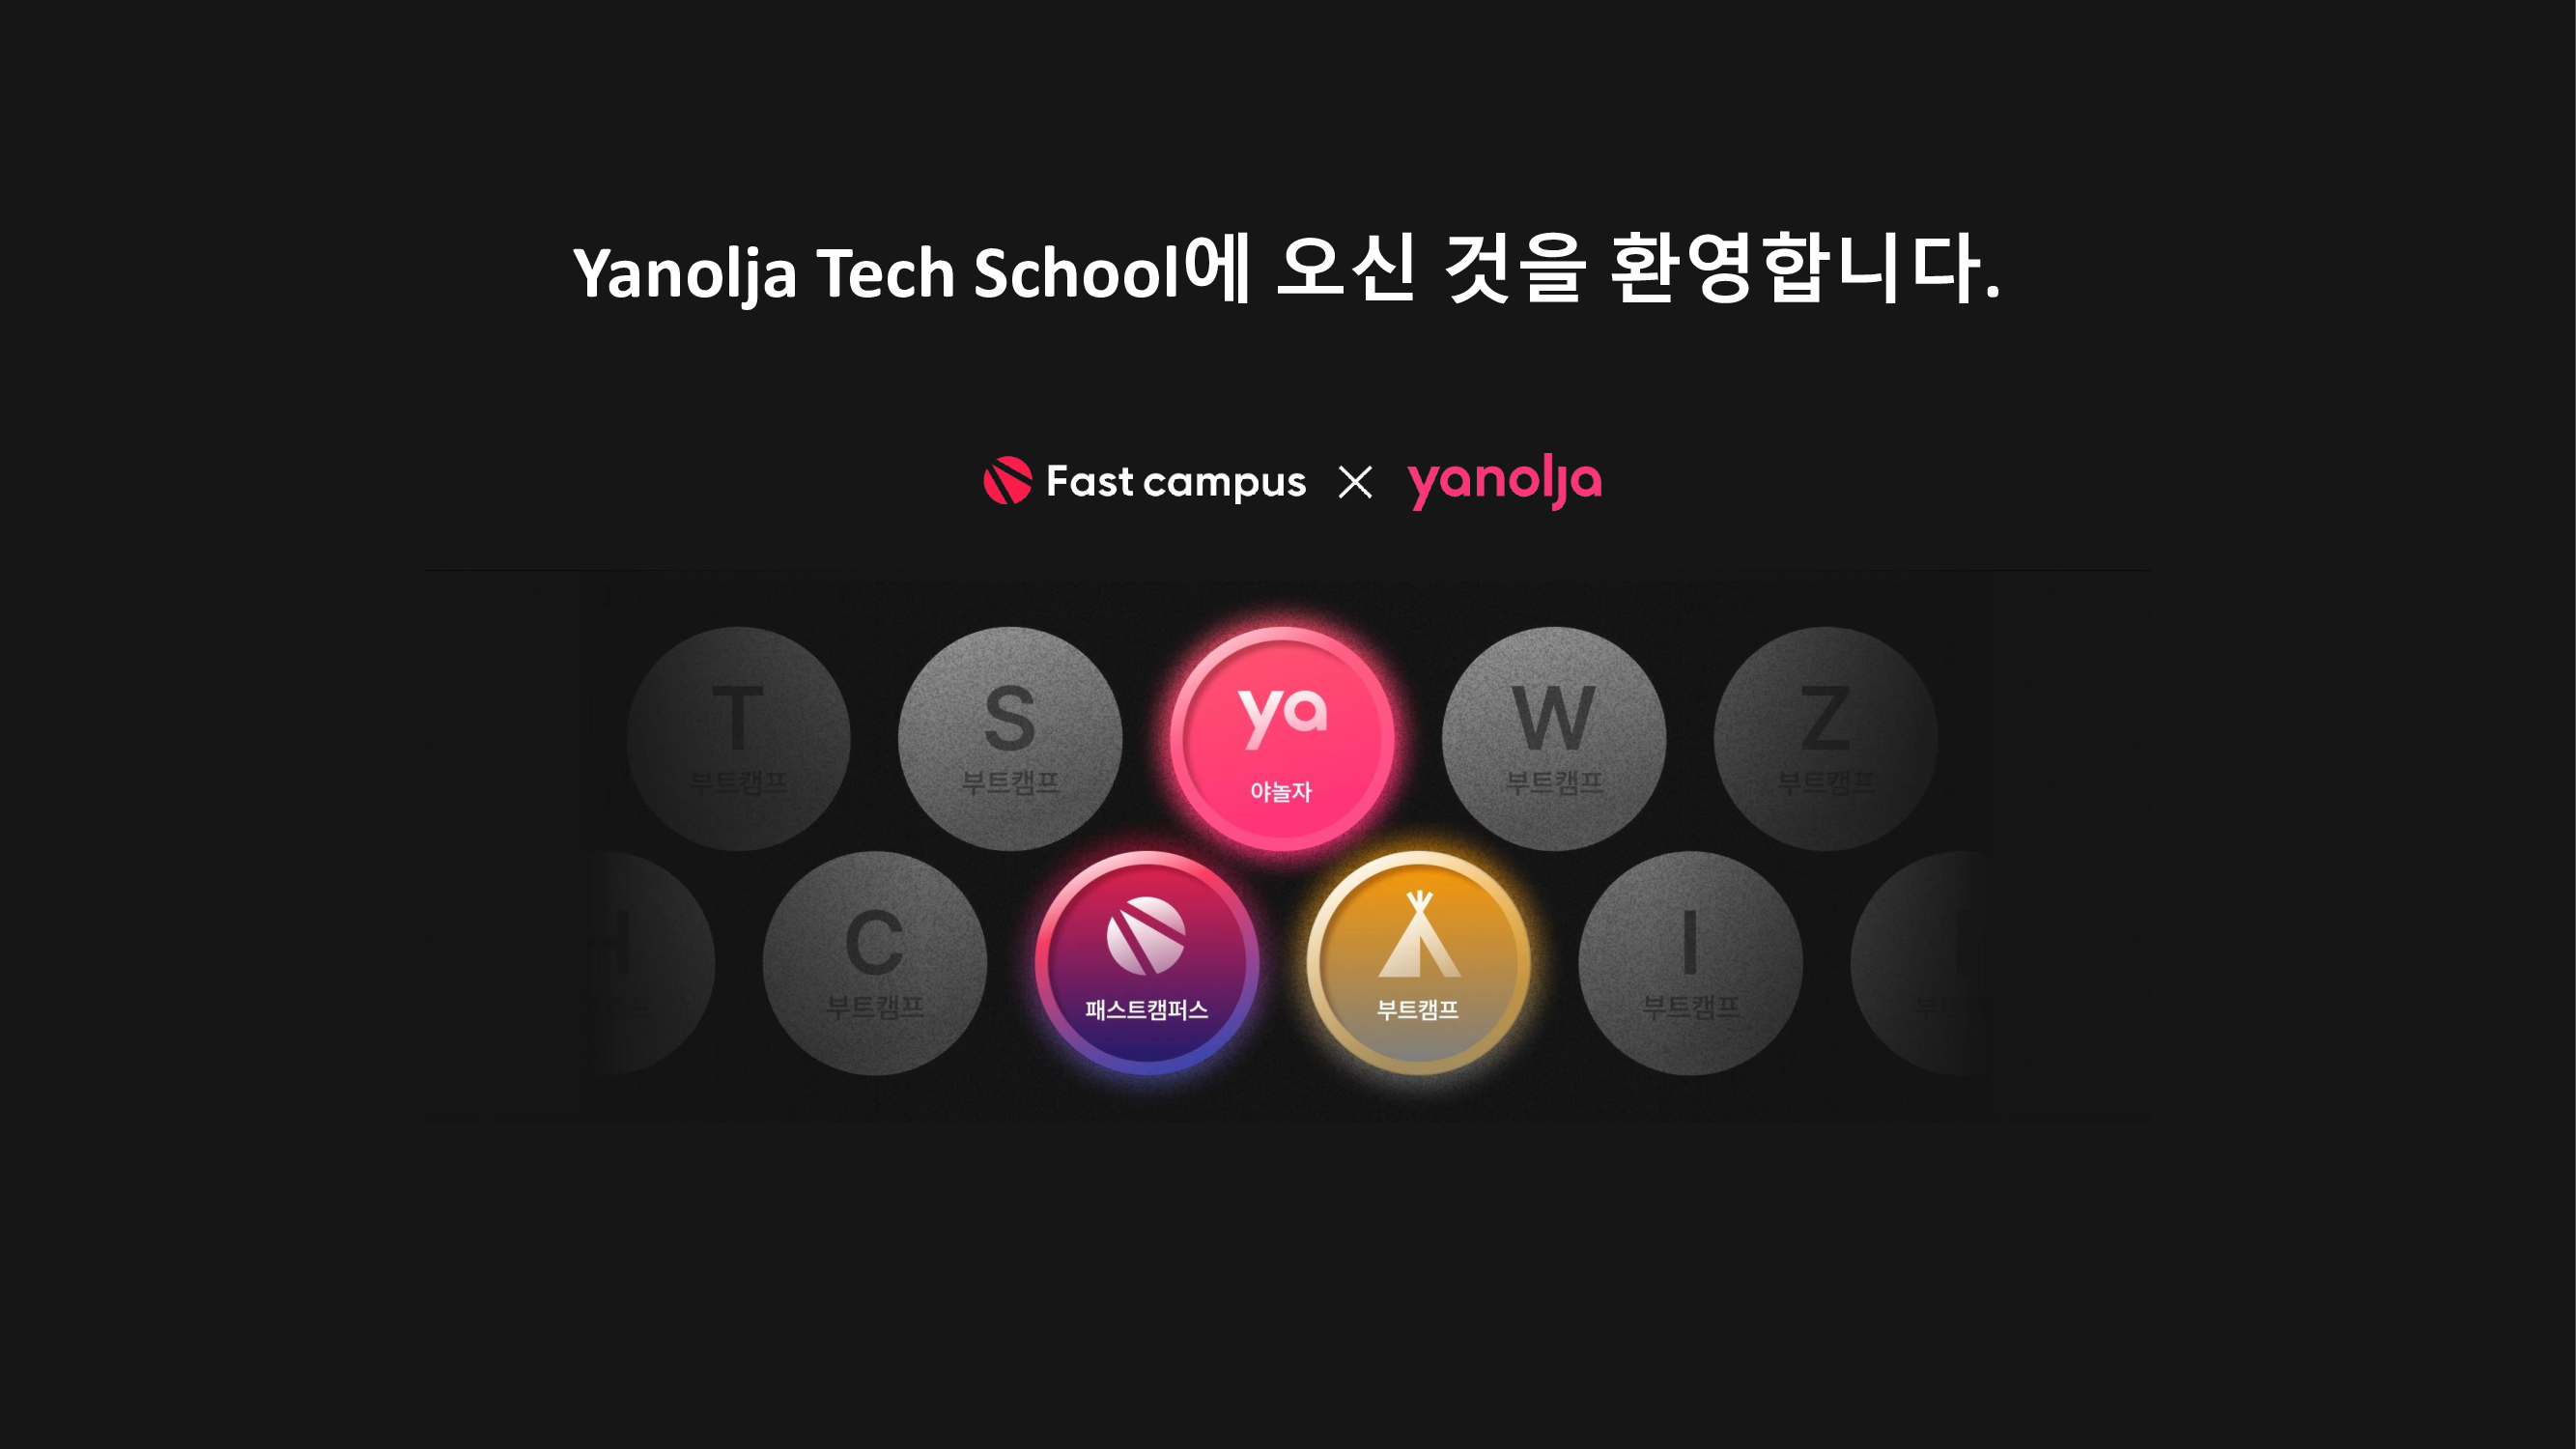 Yanolja Tech School에 오신 것을 환영합니다.
Fast campus × yanolja
T
부트캠프
S
부트캠프
ya
야놀자
W
부트캠프
Z
부트캠프
H
C
부트캠프
패스트캠퍼스
부트캠프
I
부트캠프